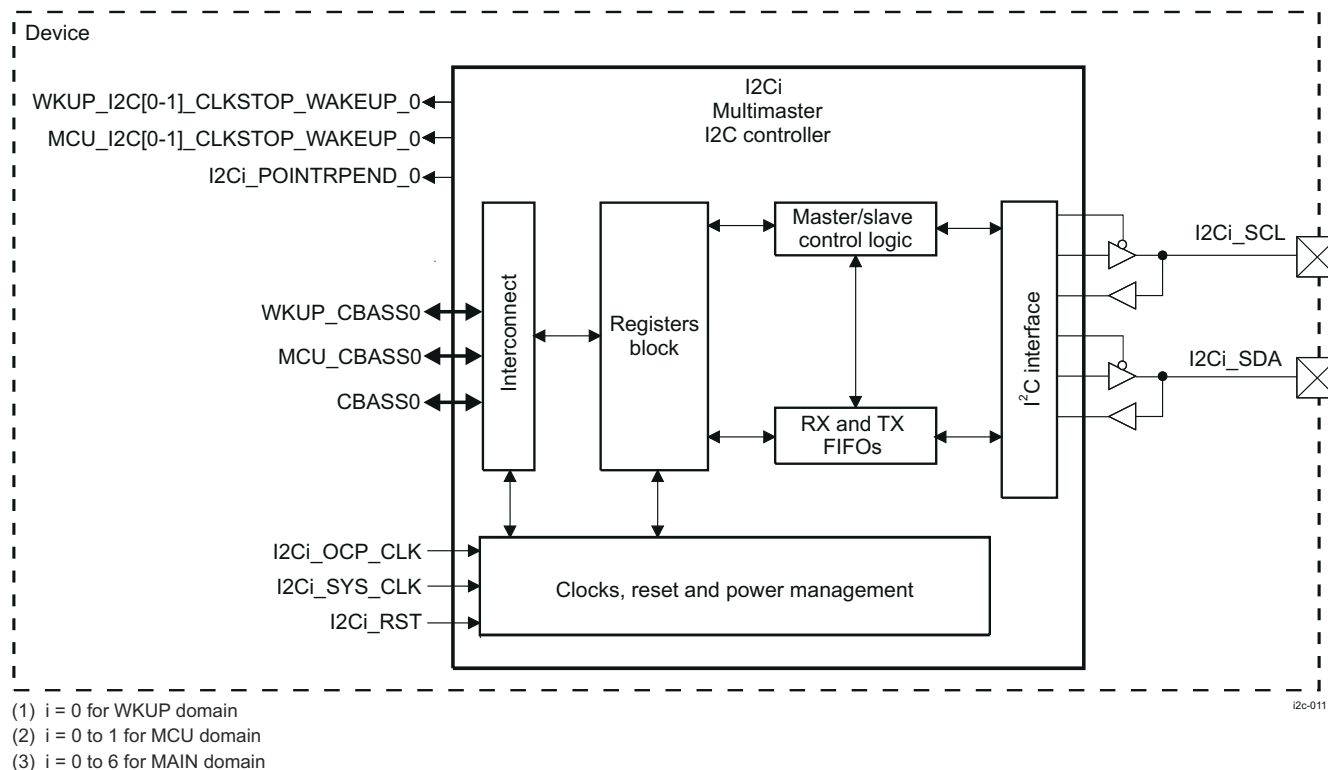 Device
I2Ci
Multimaster
I2C controller
WKUP_I2C[0-1]_CLKSTOP_WAKEUP_0
MCU_I2C[0-1]_CLKSTOP_WAKEUP_0
I2Ci_POINTRPEND_0
WKUP_CBASS0
MCU_CBASS0
CBASS0
Interconnect
Registers
block
Master/slave
control logic
RX and TX
FIFOs
I²C interface
I2Ci_SCL
I2Ci_SDA
I2Ci_OCP_CLK
I2Ci_SYS_CLK
I2Ci_RST
Clocks, reset and power management
i2c-011
(1) i = 0 for WKUP domain
(2) i = 0 to 1 for MCU domain
(3) i = 0 to 6 for MAIN domain